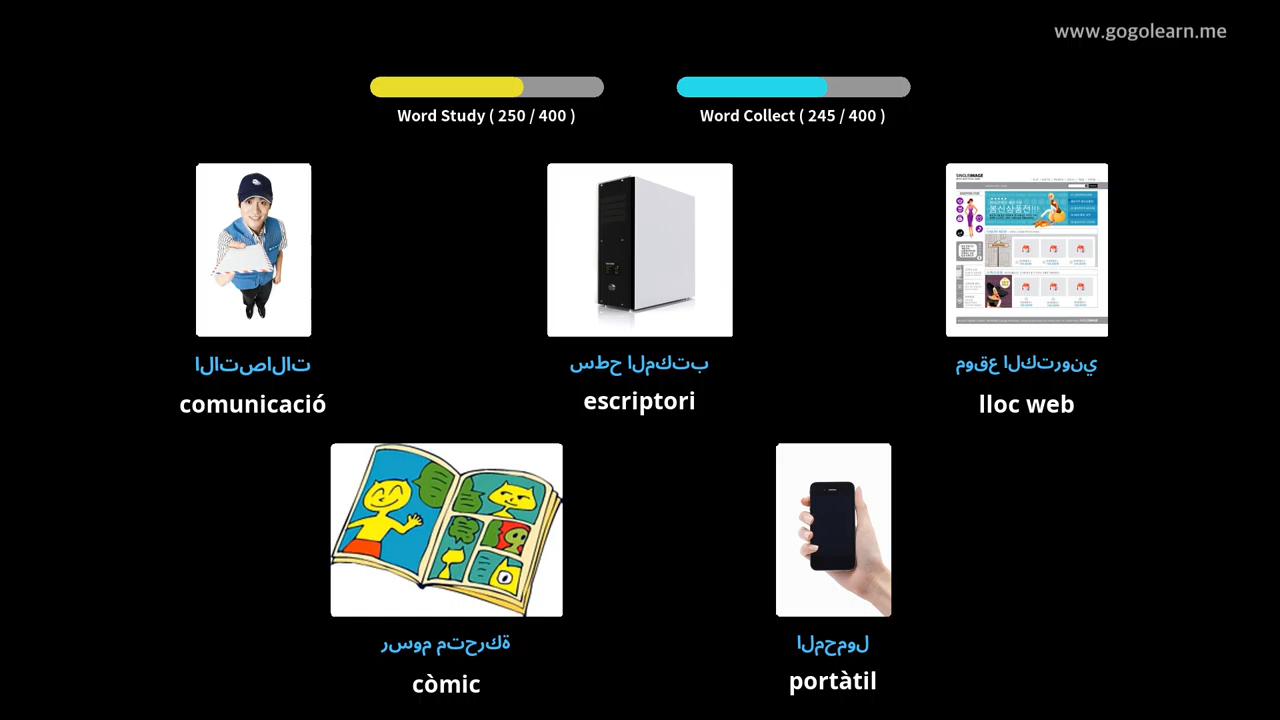 www.gogolearn.me
Word Study ( 250 / 400 )
Word Collect ( 245 / 400 )
الاتصالات
سطح المكتب
موقع الكتروني
comunicació
escriptori
lloc web
رسوم متحركة
المحمول
còmic
portàtil